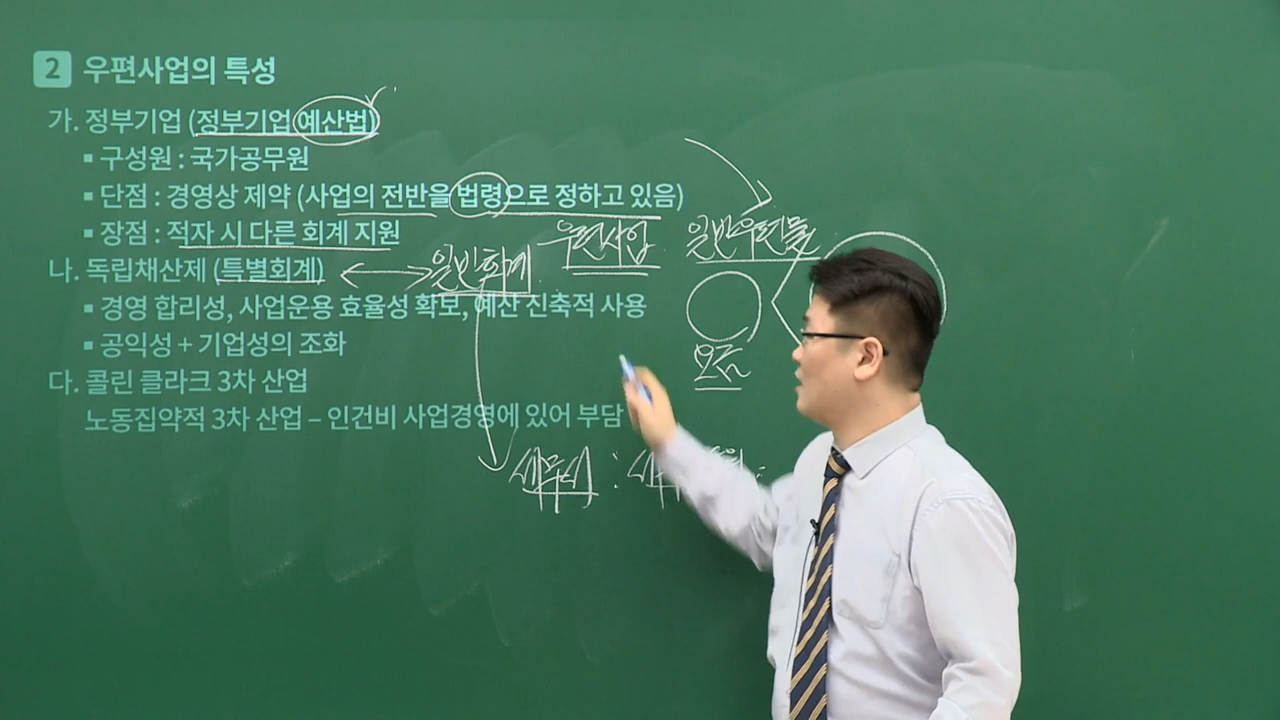 2 우편사업의 특성
가. 정부기업 (정부기업예산법)
▪ 구성원 : 국가공무원
▪ 단점 : 경영상 제약 (사업의 전반을 법령으로 정하고 있음)
▪ 장점 : 적자 시 다른 회계 지원
우편사업 일반우편물
나. 독립채산제 (특별회계) 일반회계
▪ 경영 합리성, 사업운용 효율성 확보, 예산 신축적 사용
요금
▪ 공익성 + 기업성의 조화
다. 콜린 클라크 3차 산업
노동집약적 3차 산업 – 인건비 사업경영에 있어 부담
세무서 :